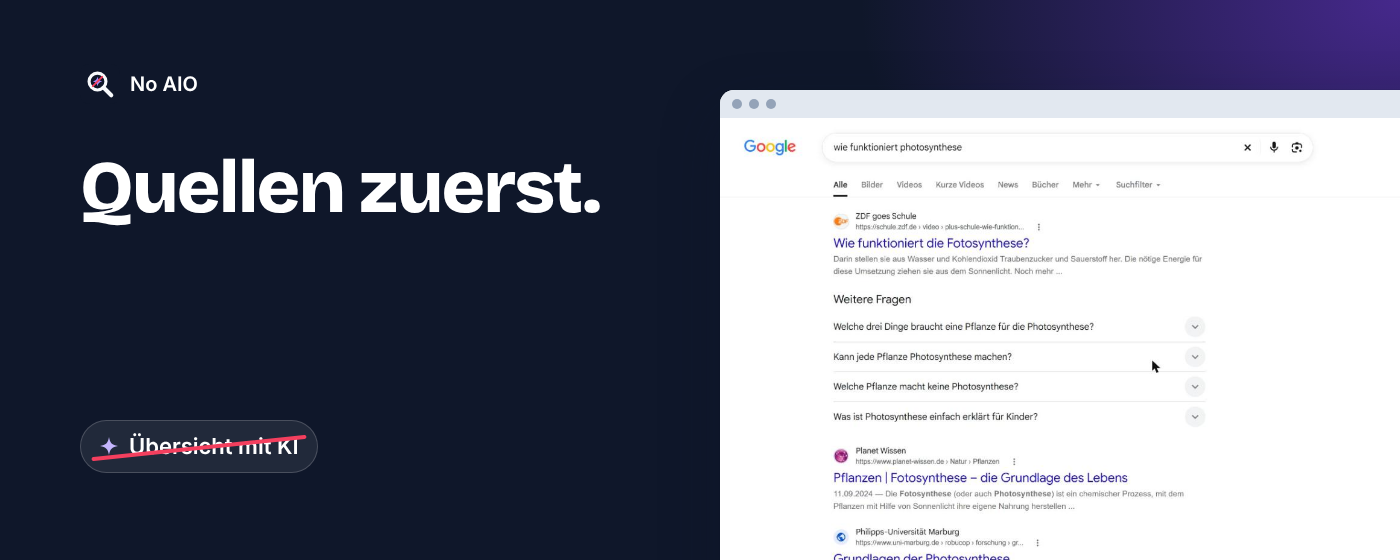 No AIO
Quellen zuerst.
Übersicht mit KI
Google
wie funktioniert photosynthese
Alle Bilder Videos Kurze Videos News Bücher Mehr Suchfilter
ZDF goes Schule
https://schule.zdf.de › video › plus-schule-wie-funktion...
Wie funktioniert die Fotosynthese?
Darin stellen sie aus Wasser und Kohlendioxid Traubenzucker und Sauerstoff her. Die nötige Energie für
diese Umsetzung ziehen sie aus dem Sonnenlicht. Noch mehr ...
Weitere Fragen
Welche drei Dinge braucht eine Pflanze für die Photosynthese?
Kann jede Pflanze Photosynthese machen?
Welche Pflanze macht keine Photosynthese?
Was ist Photosynthese einfach erklärt für Kinder?
Planet Wissen
https://www.planet-wissen.de › Natur › Pflanzen
Pflanzen | Fotosynthese – die Grundlage des Lebens
11.09.2024 — Die Fotosynthese (oder auch Photosynthese) ist ein chemischer Prozess, mit dem
Pflanzen mit Hilfe von Sonnenlicht ihre eigene Nahrung herstellen ...
Philipps-Universität Marburg
https://www.uni-marburg.de › robucop › forschung › gr...
Grundlagen der Photosynthese